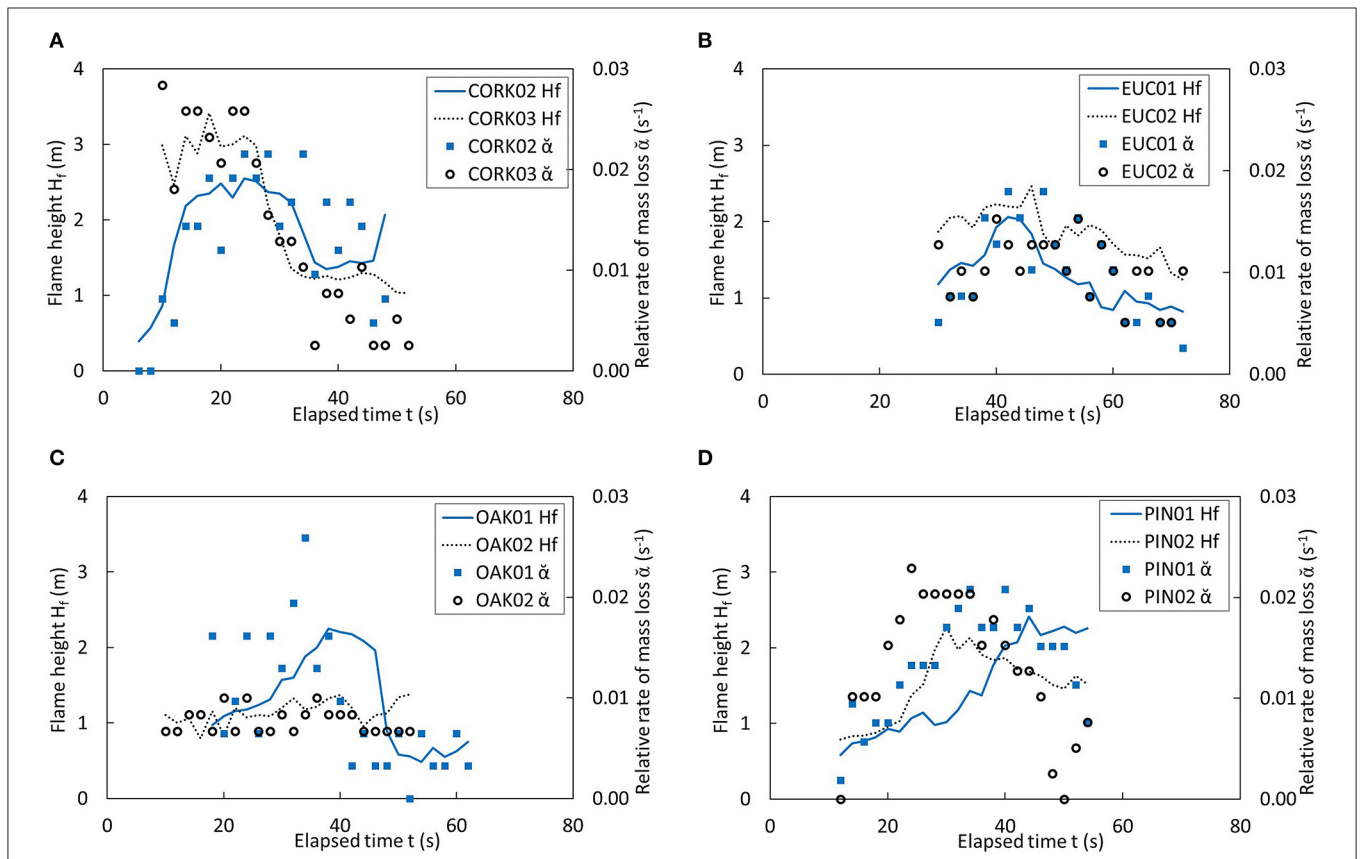 A
Flame height Hf (m)
4
3
2
1
0
0.03
0.02
0.01
0.00
Relative rate of mass loss ᾰ (s-1)
0
20
40
60
80
Elapsed time t (s)
CORK02 Hf
CORK03 Hf
CORK02 ᾰ
CORK03 ᾰ
B
Flame height Hf (m)
4
3
2
1
0
0.03
0.02
0.01
0.00
Relative rate of mass loss ᾰ (s-1)
0
20
40
60
80
Elapsed time t (s)
EUC01 Hf
EUC02 Hf
EUC01 ᾰ
EUC02 ᾰ
C
Flame height Hf (m)
4
3
2
1
0
0.03
0.02
0.01
0.00
Relative rate of mass loss ᾰ (s-1)
0
20
40
60
80
Elapsed time t (s)
OAK01 Hf
OAK02 Hf
OAK01 ᾰ
OAK02 ᾰ
D
Flame height Hf (m)
4
3
2
1
0
0.03
0.02
0.01
0.00
Relative rate of mass loss ᾰ (s-1)
0
20
40
60
80
Elapsed time t (s)
PIN01 Hf
PIN02 Hf
PIN01 ᾰ
PIN02 ᾰ